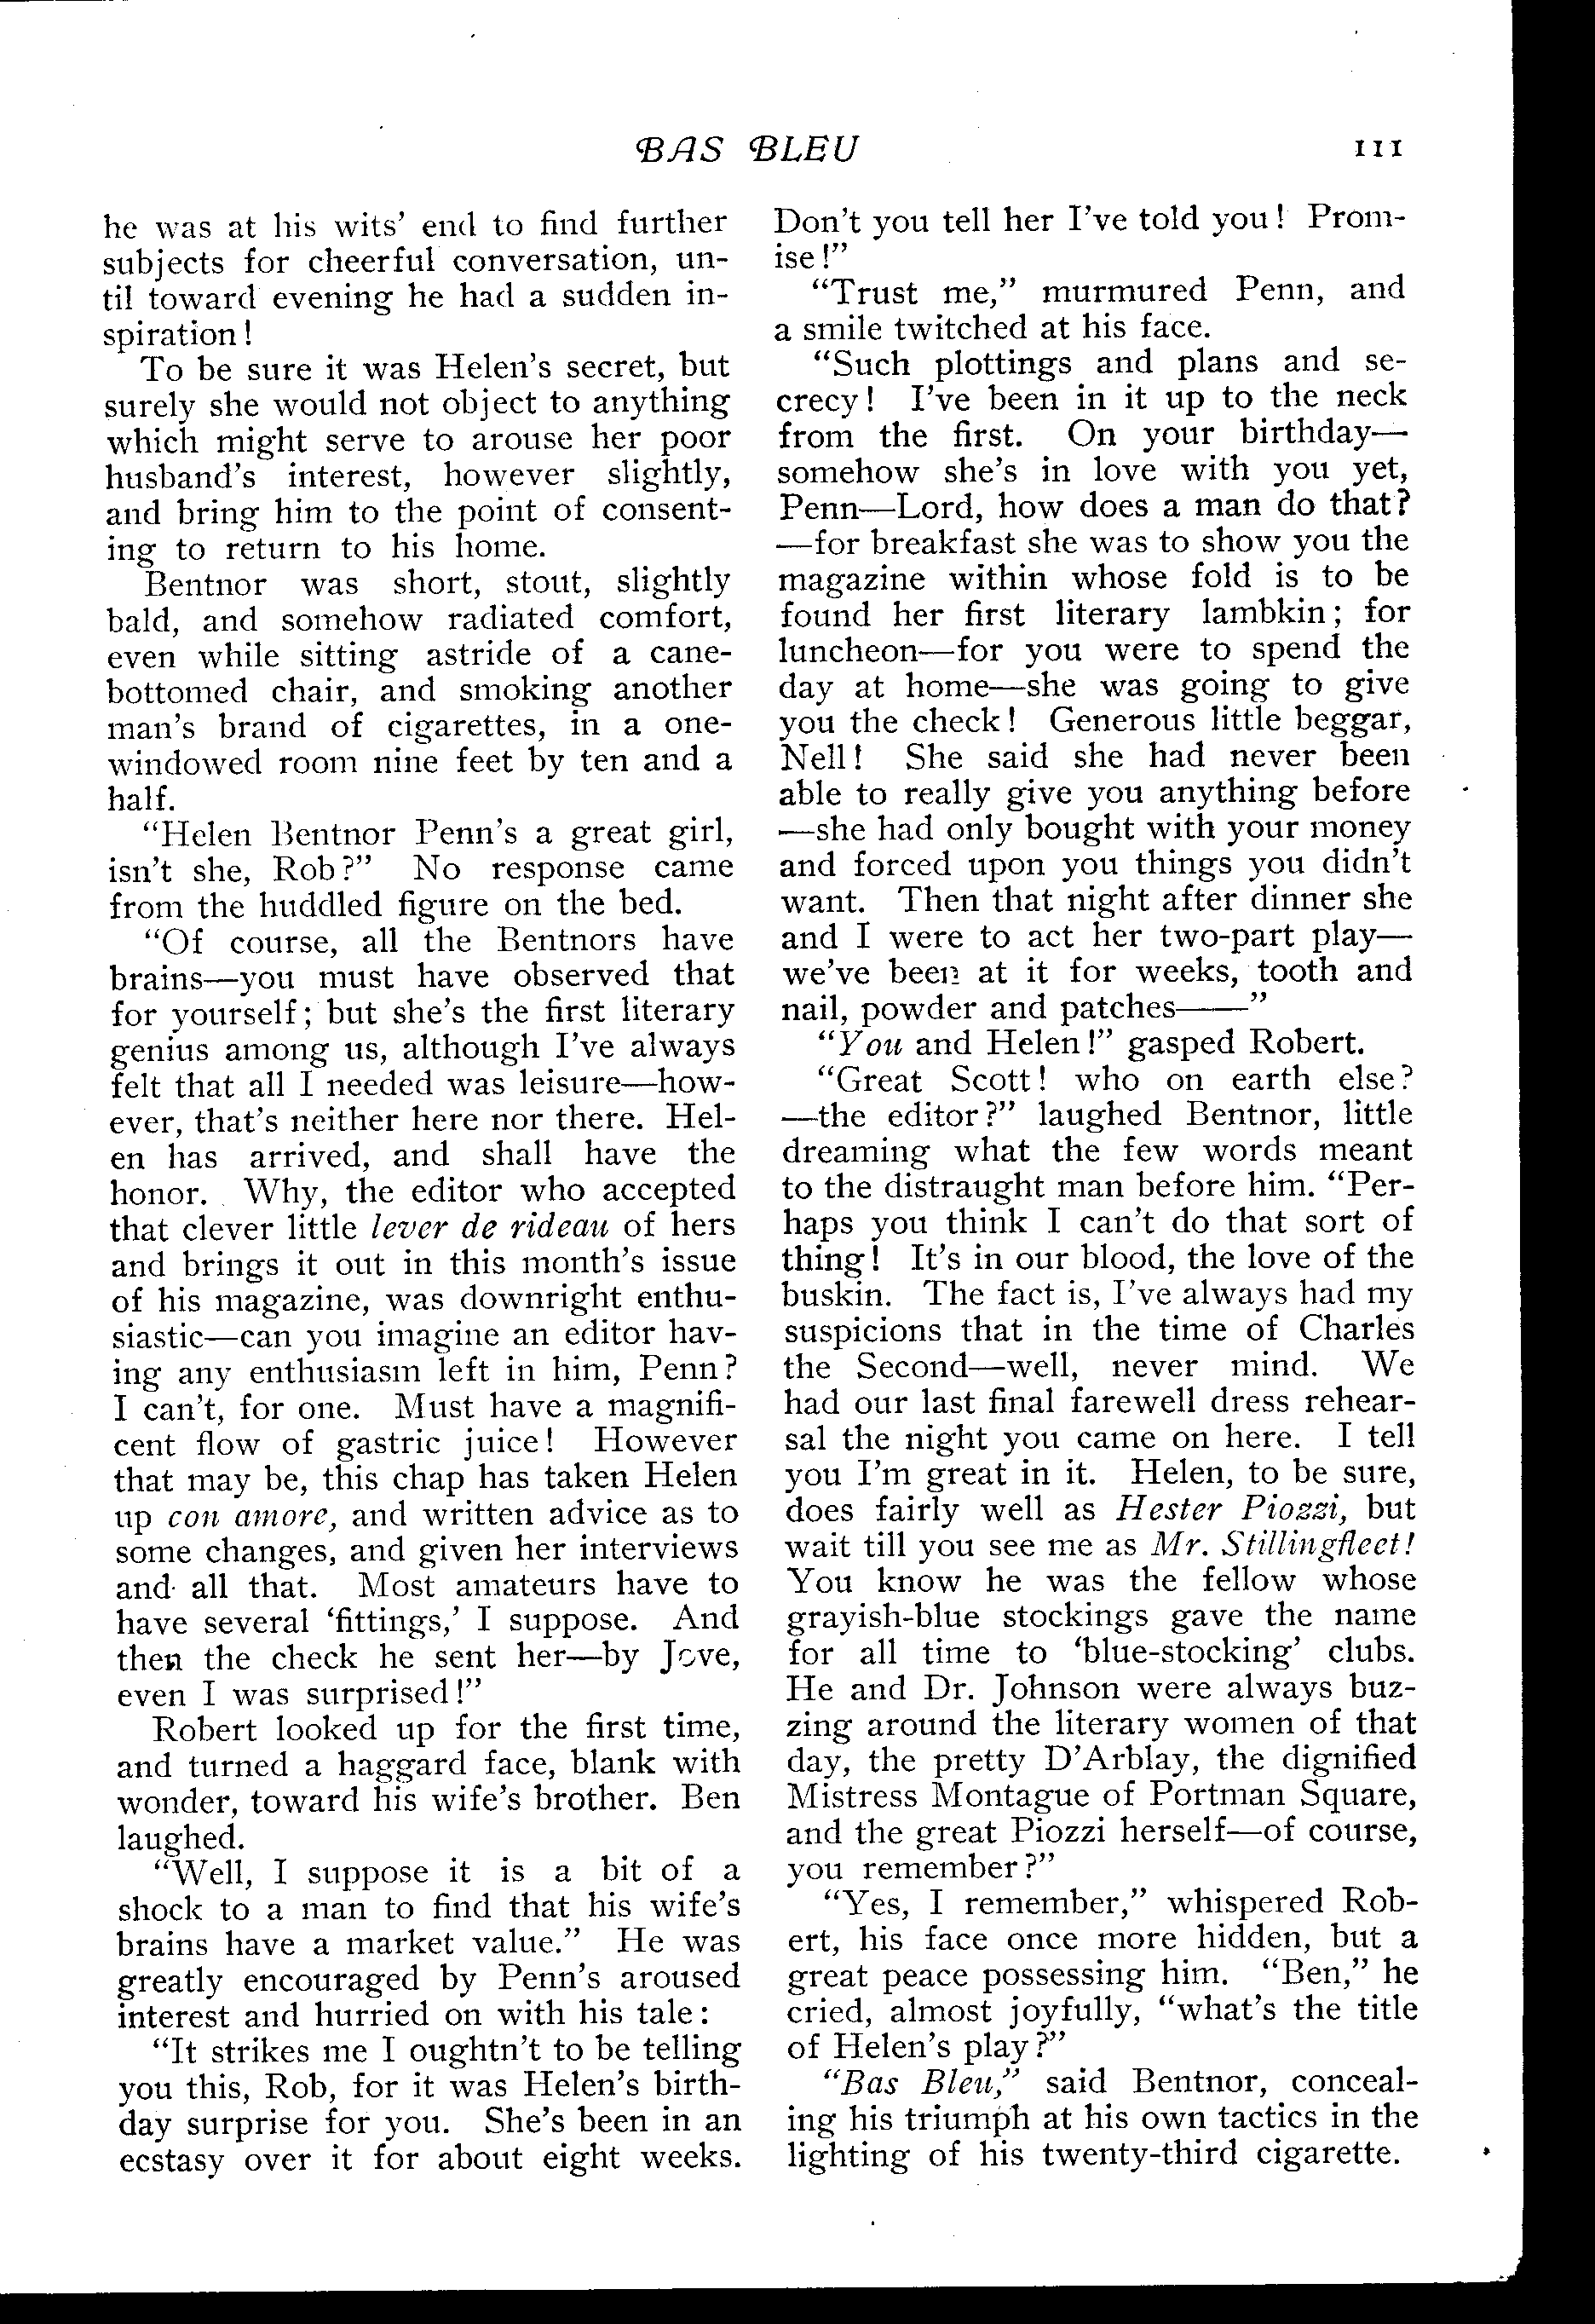 BAS BLEU 111
he was at his wits' end to find further
subjects for cheerful conversation, un-
til toward evening he had a sudden in-
spiration!
To be sure it was Helen's secret, but
surely she would not object to anything
which might serve to arouse her poor
husband's interest, however slightly,
and bring him to the point of consent-
ing to return to his home.
Bentnor was short, stout, slightly
bald, and somehow radiated comfort,
even while sitting astride of a cane-
bottomed chair, and smoking another
man's brand of cigarettes, in a one-
windowed room nine feet by ten and a
half.
"Helen Bentnor Penn's a great girl,
isn't she, Rob?" No response came
from the huddled figure on the bed.
"Of course, all the Bentnors have
brains—you must have observed that
for yourself; but she's the first literary
genius among us, although I've always
felt that all I needed was leisure—how-
ever, that's neither here nor there. Hel-
en has arrived, and shall have the
honor. Why, the editor who accepted
that clever little lever de rideau of hers
and brings it out in this month's issue
of his magazine, was downright enthu-
siastic—can you imagine an editor hav-
ing any enthusiasm left in him, Penn?
I can't, for one. Must have a magnifi-
cent flow of gastric juice! However
that may be, this chap has taken Helen
up con amore, and written advice as to
some changes, and given her interviews
and all that. Most amateurs have to
have several 'fittings,' I suppose. And
then the check he sent her—by Jove,
even I was surprised!"
Robert looked up for the first time,
and turned a haggard face, blank with
wonder, toward his wife's brother. Ben
laughed.
"Well, I suppose it is a bit of a
shock to a man to find that his wife's
brains have a market value." He was
greatly encouraged by Penn's aroused
interest and hurried on with his tale:
"It strikes me I oughtn't to be telling
you this, Rob, for it was Helen's birth-
day surprise for you. She's been in an
ecstasy over it for about eight weeks.
Don't you tell her I've told you! Prom-
ise!"
"Trust me," murmured Penn, and
a smile twitched at his face.
"Such plottings and plans and se-
crecy! I've been in it up to the neck
from the first. On your birthday—
somehow she's in love with you yet,
Penn—Lord, how does a man do that?
—for breakfast she was to show you the
magazine within whose fold is to be
found her first literary lambkin; for
luncheon—for you were to spend the
day at home—she was going to give
you the check! Generous little beggar,
Nell! She said she had never been
able to really give you anything before
—she had only bought with your money
and forced upon you things you didn't
want. Then that night after dinner she
and I were to act her two-part play—
we've been at it for weeks, tooth and
nail, powder and patches——"
"You and Helen!" gasped Robert.
"Great Scott! who on earth else?
—the editor?" laughed Bentnor, little
dreaming what the few words meant
to the distraught man before him. "Per-
haps you think I can't do that sort of
thing! It's in our blood, the love of the
buskin. The fact is, I've always had my
suspicions that in the time of Charles
the Second—well, never mind. We
had our last final farewell dress rehear-
sal the night you came on here. I tell
you I'm great in it. Helen, to be sure,
does fairly well as Hester Piozzi, but
wait till you see me as Mr. Stillingfleet!
You know he was the fellow whose
grayish-blue stockings gave the name
for all time to 'blue-stocking' clubs.
He and Dr. Johnson were always buz-
zing around the literary women of that
day, the pretty D'Arblay, the dignified
Mistress Montague of Portman Square,
and the great Piozzi herself—of course,
you remember?"
"Yes, I remember," whispered Rob-
ert, his face once more hidden, but a
great peace possessing him. "Ben," he
cried, almost joyfully, "what's the title
of Helen's play?"
"Bas Bleu," said Bentnor, conceal-
ing his triumph at his own tactics in the
lighting of his twenty-third cigarette.